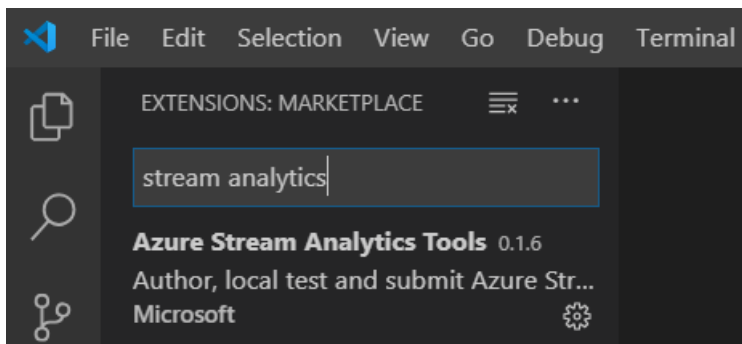 File Edit Selection View Go Debug Terminal
EXTENSIONS: MARKETPLACE
stream analytics
Azure Stream Analytics Tools 0.1.6
Author, local test and submit Azure Str...
Microsoft